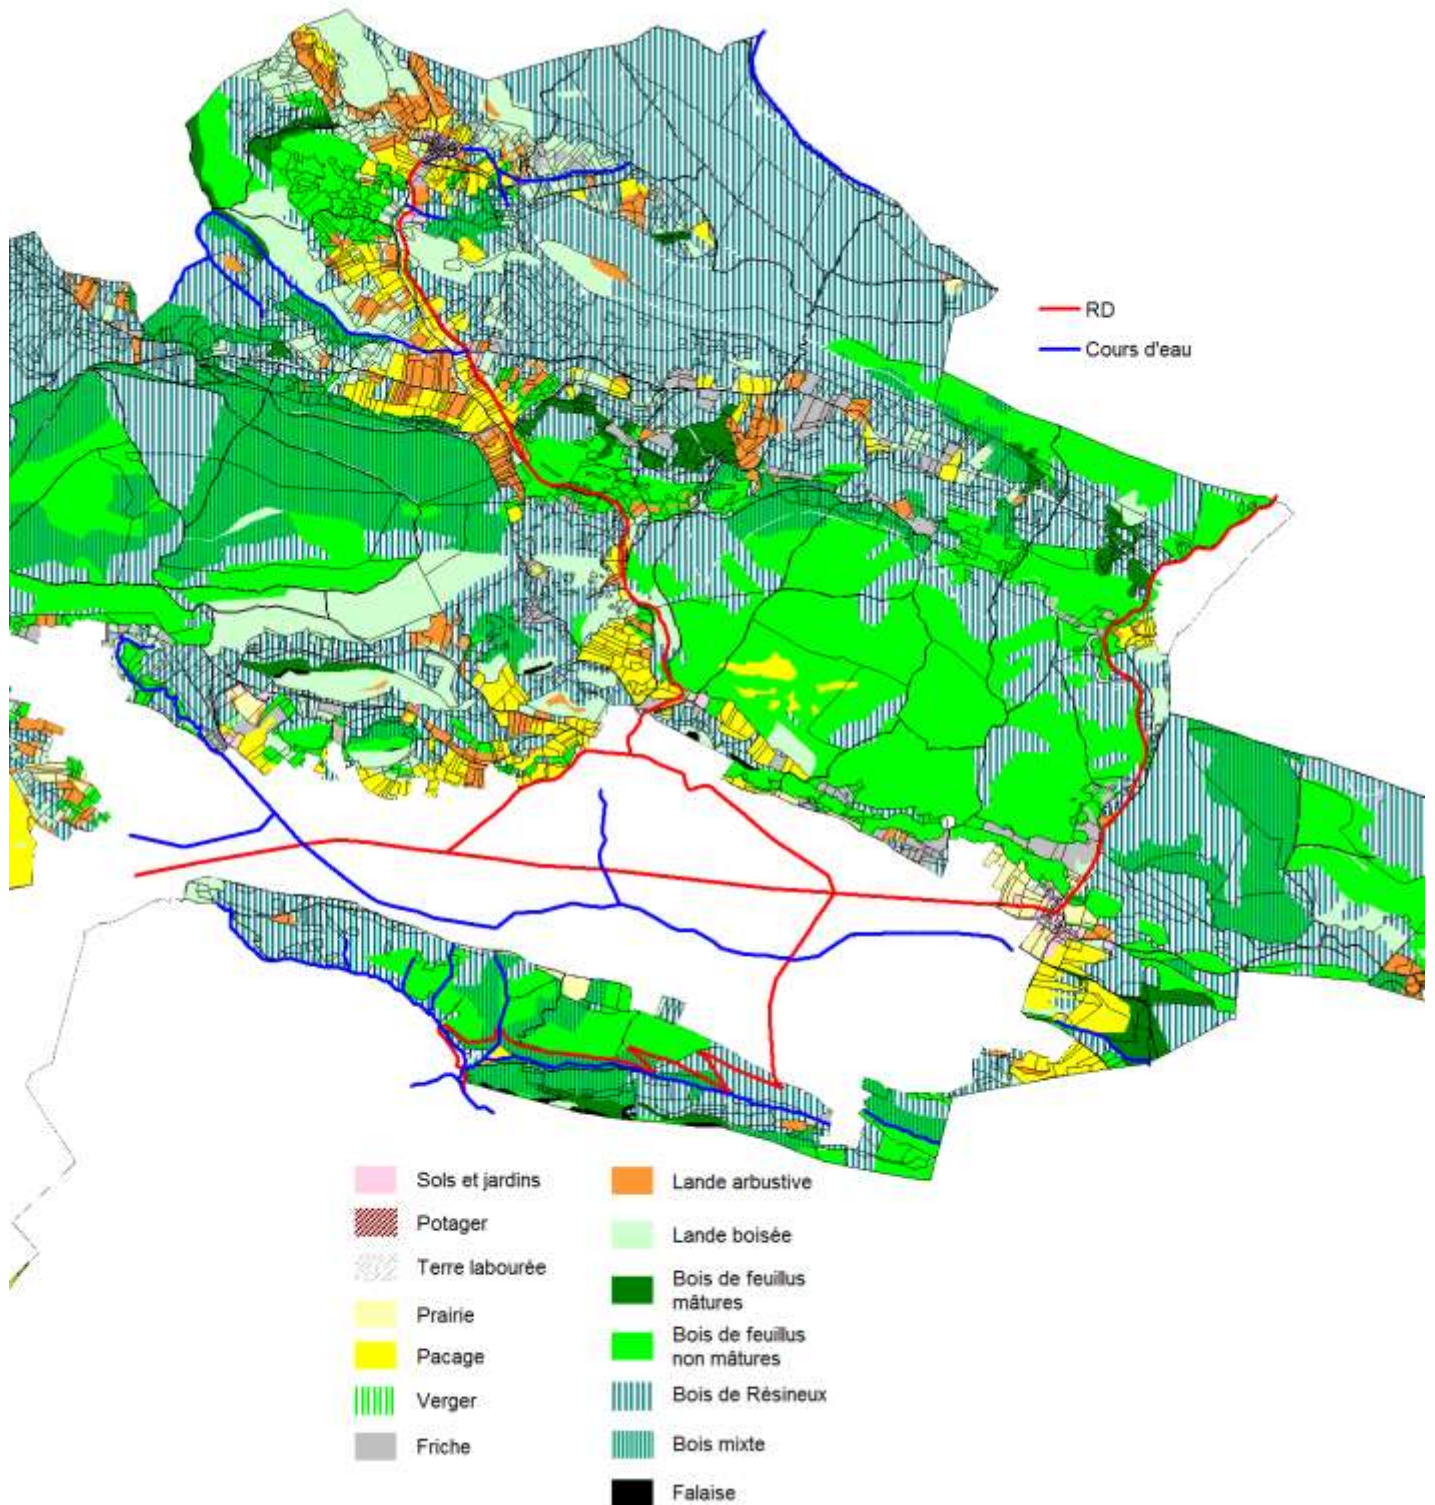 RD
Cours d'eau
Sols et jardins
Potager
Terre labourée
Prairie
Pacage
Verger
Friche
Lande arbustive
Lande boisée
Bois de feuillus
mâtures
Bois de feuillus
non mâtures
Bois de Résineux
Bois mixte
Falaise